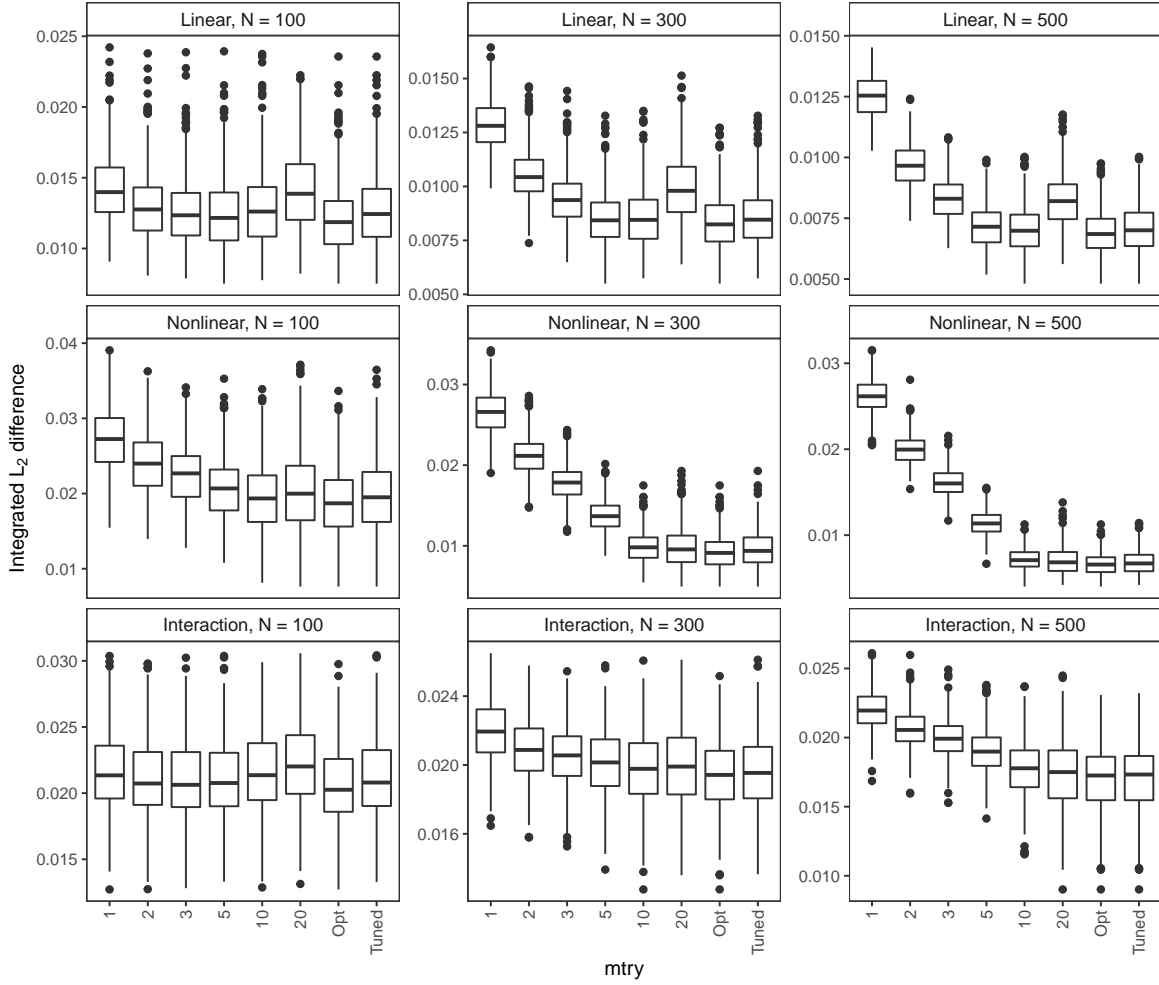 Linear, N = 100
Linear, N = 300
Linear, N = 500
0.025
0.020
0.015
0.010
0.0150
0.0125
0.0100
0.0075
0.0050
0.0150
0.0125
0.0100
0.0075
0.0050
Nonlinear, N = 100
Nonlinear, N = 300
Nonlinear, N = 500
0.04
0.03
0.02
0.01
0.03
0.02
0.01
0.03
0.02
0.01
Interaction, N = 100
Interaction, N = 300
Interaction, N = 500
0.030
0.025
0.020
0.015
0.024
0.020
0.016
0.025
0.020
0.015
0.010
1 2 3 5 10 20 Opt Tuned
1 2 3 5 10 20 Opt Tuned
1 2 3 5 10 20 Opt Tuned
mtry
Integrated L₂ difference